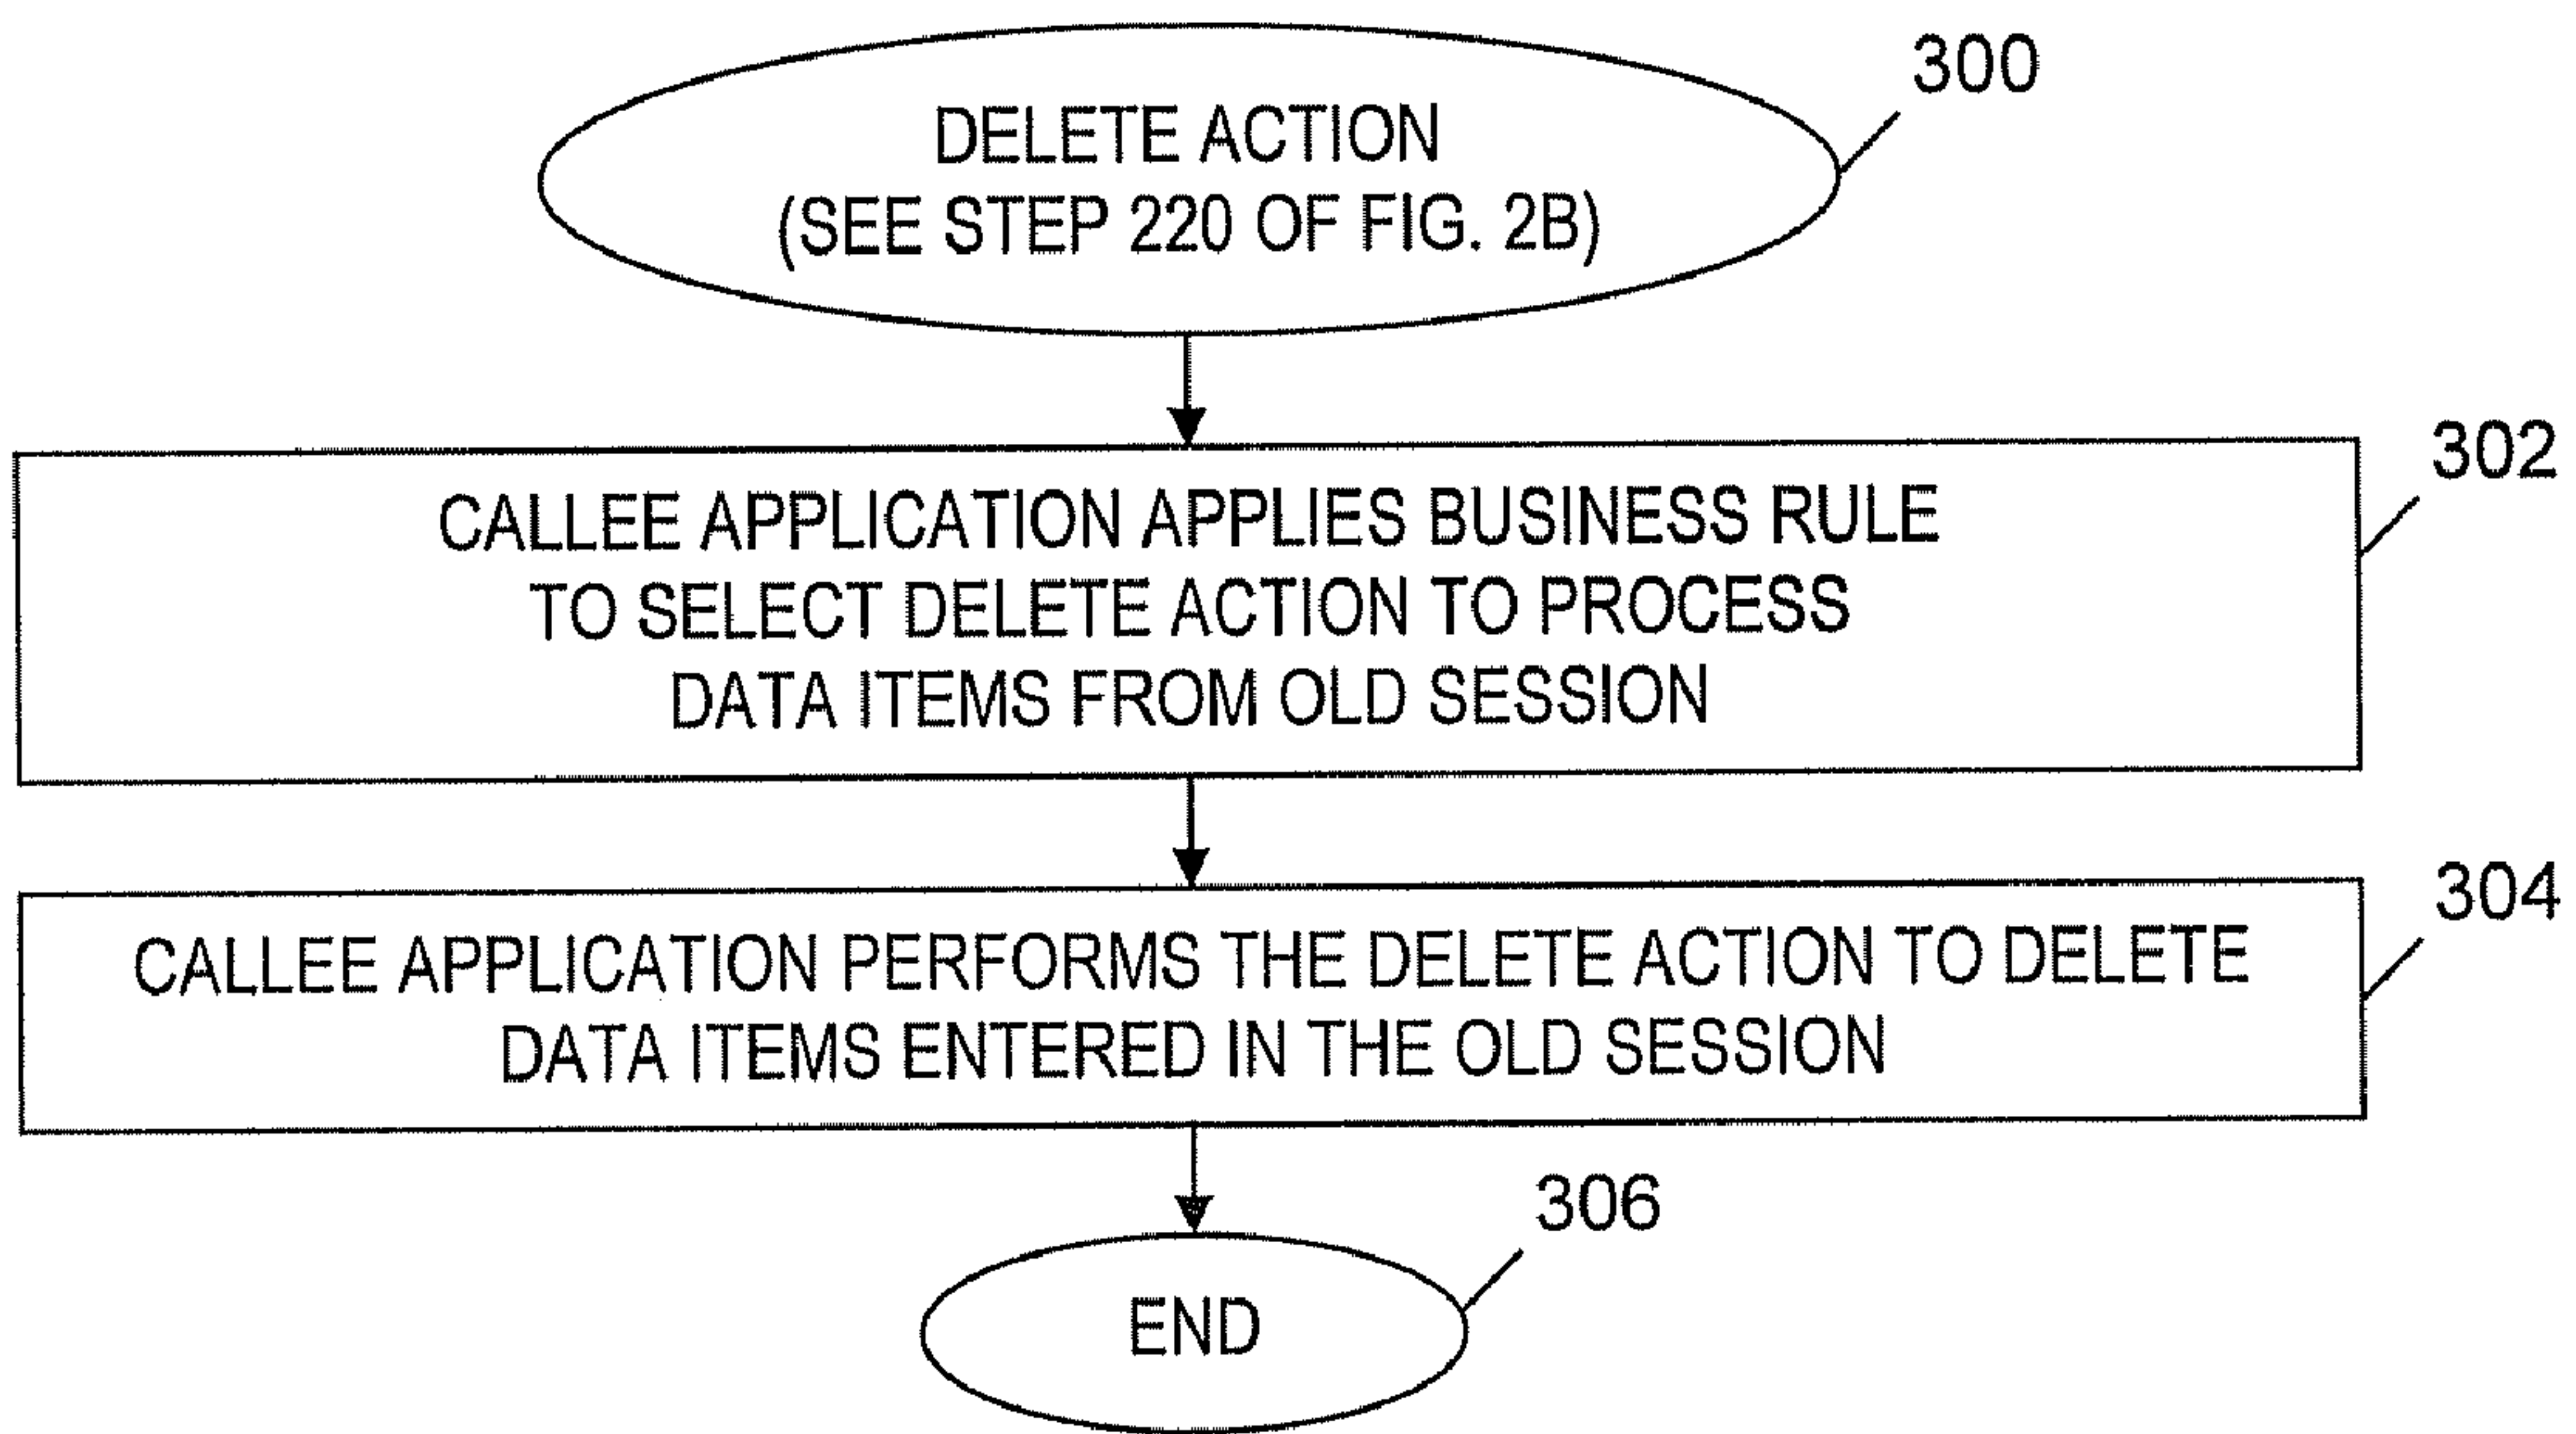 300
DELETE ACTION
(SEE STEP 220 OF FIG. 2B)
302
CALLEE APPLICATION APPLIES BUSINESS RULE
TO SELECT DELETE ACTION TO PROCESS
DATA ITEMS FROM OLD SESSION
304
CALLEE APPLICATION PERFORMS THE DELETE ACTION TO DELETE
DATA ITEMS ENTERED IN THE OLD SESSION
306
END